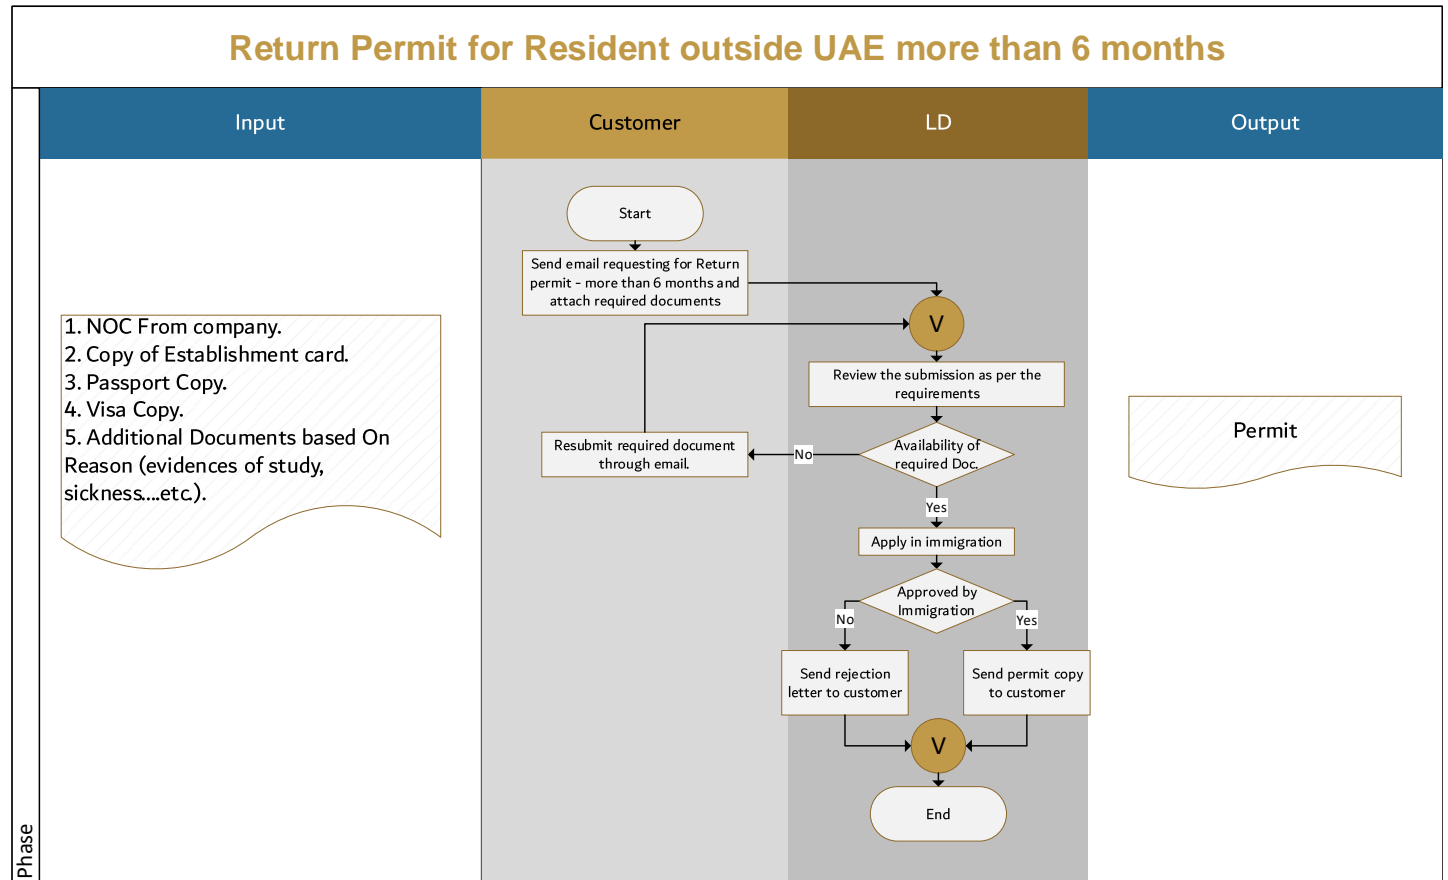 Return Permit for Resident outside UAE more than 6 months
Input
Customer
LD
Output
Phase
1. NOC From company.
2. Copy of Establishment card.
3. Passport Copy.
4. Visa Copy.
5. Additional Documents based On
Reason (evidences of study,
sickness....etc.).
Start
Send email requesting for Return
permit - more than 6 months and
attach required documents
V
Review the submission as per the
requirements
Availability of
required Doc.
No
Resubmit required document
through email.
Yes
Apply in immigration
Approved by
Immigration
No
Yes
Send rejection
letter to customer
Send permit copy
to customer
V
End
Permit